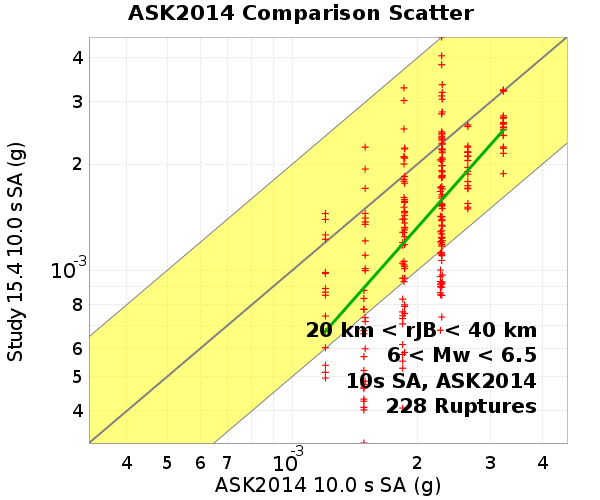 ASK2014 Comparison Scatter
Study 15.4 10.0 s SA (g)
4
3
2
10-3
8
6
5
4
20 km < rJB < 40 km
6 < Mw < 6.5
10s SA, ASK2014
228 Ruptures
4 5 6 7 10-3 2 3 4
ASK2014 10.0 s SA (g)